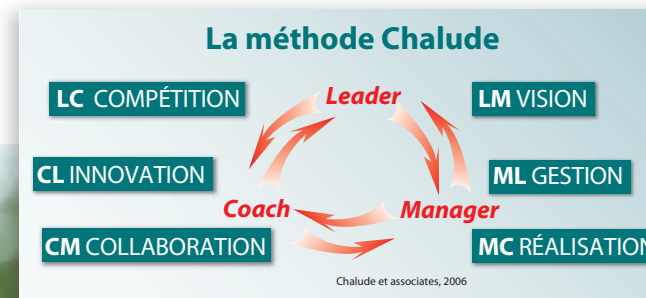 La méthode Chalude
LC COMPÉTITION
Leader
LM VISION
CL INNOVATION
ML GESTION
Coach
Manager
CM COLLABORATION
MC RÉALISATION
Chalude et associates, 2006